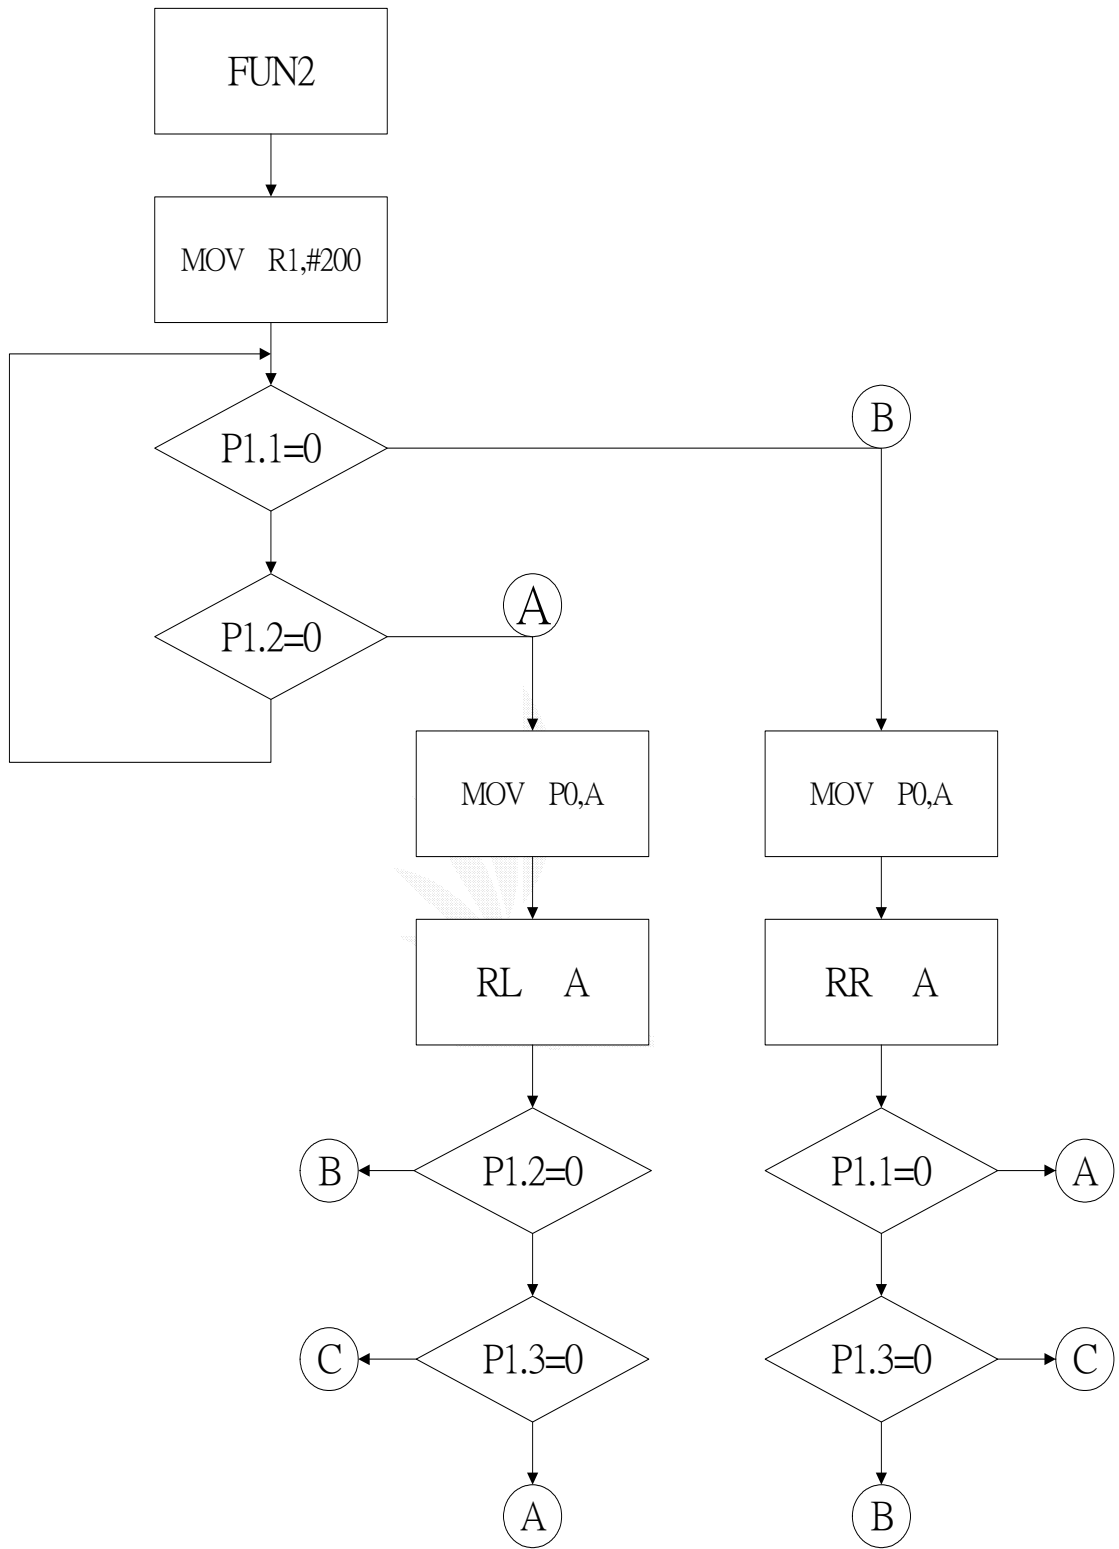 FUN2
MOV R1,#200
P1.1=0
B
P1.2=0
A
MOV P0,A
MOV P0,A
RL A
RR A
B
P1.2=0
P1.1=0
A
C
P1.3=0
P1.3=0
C
A
B